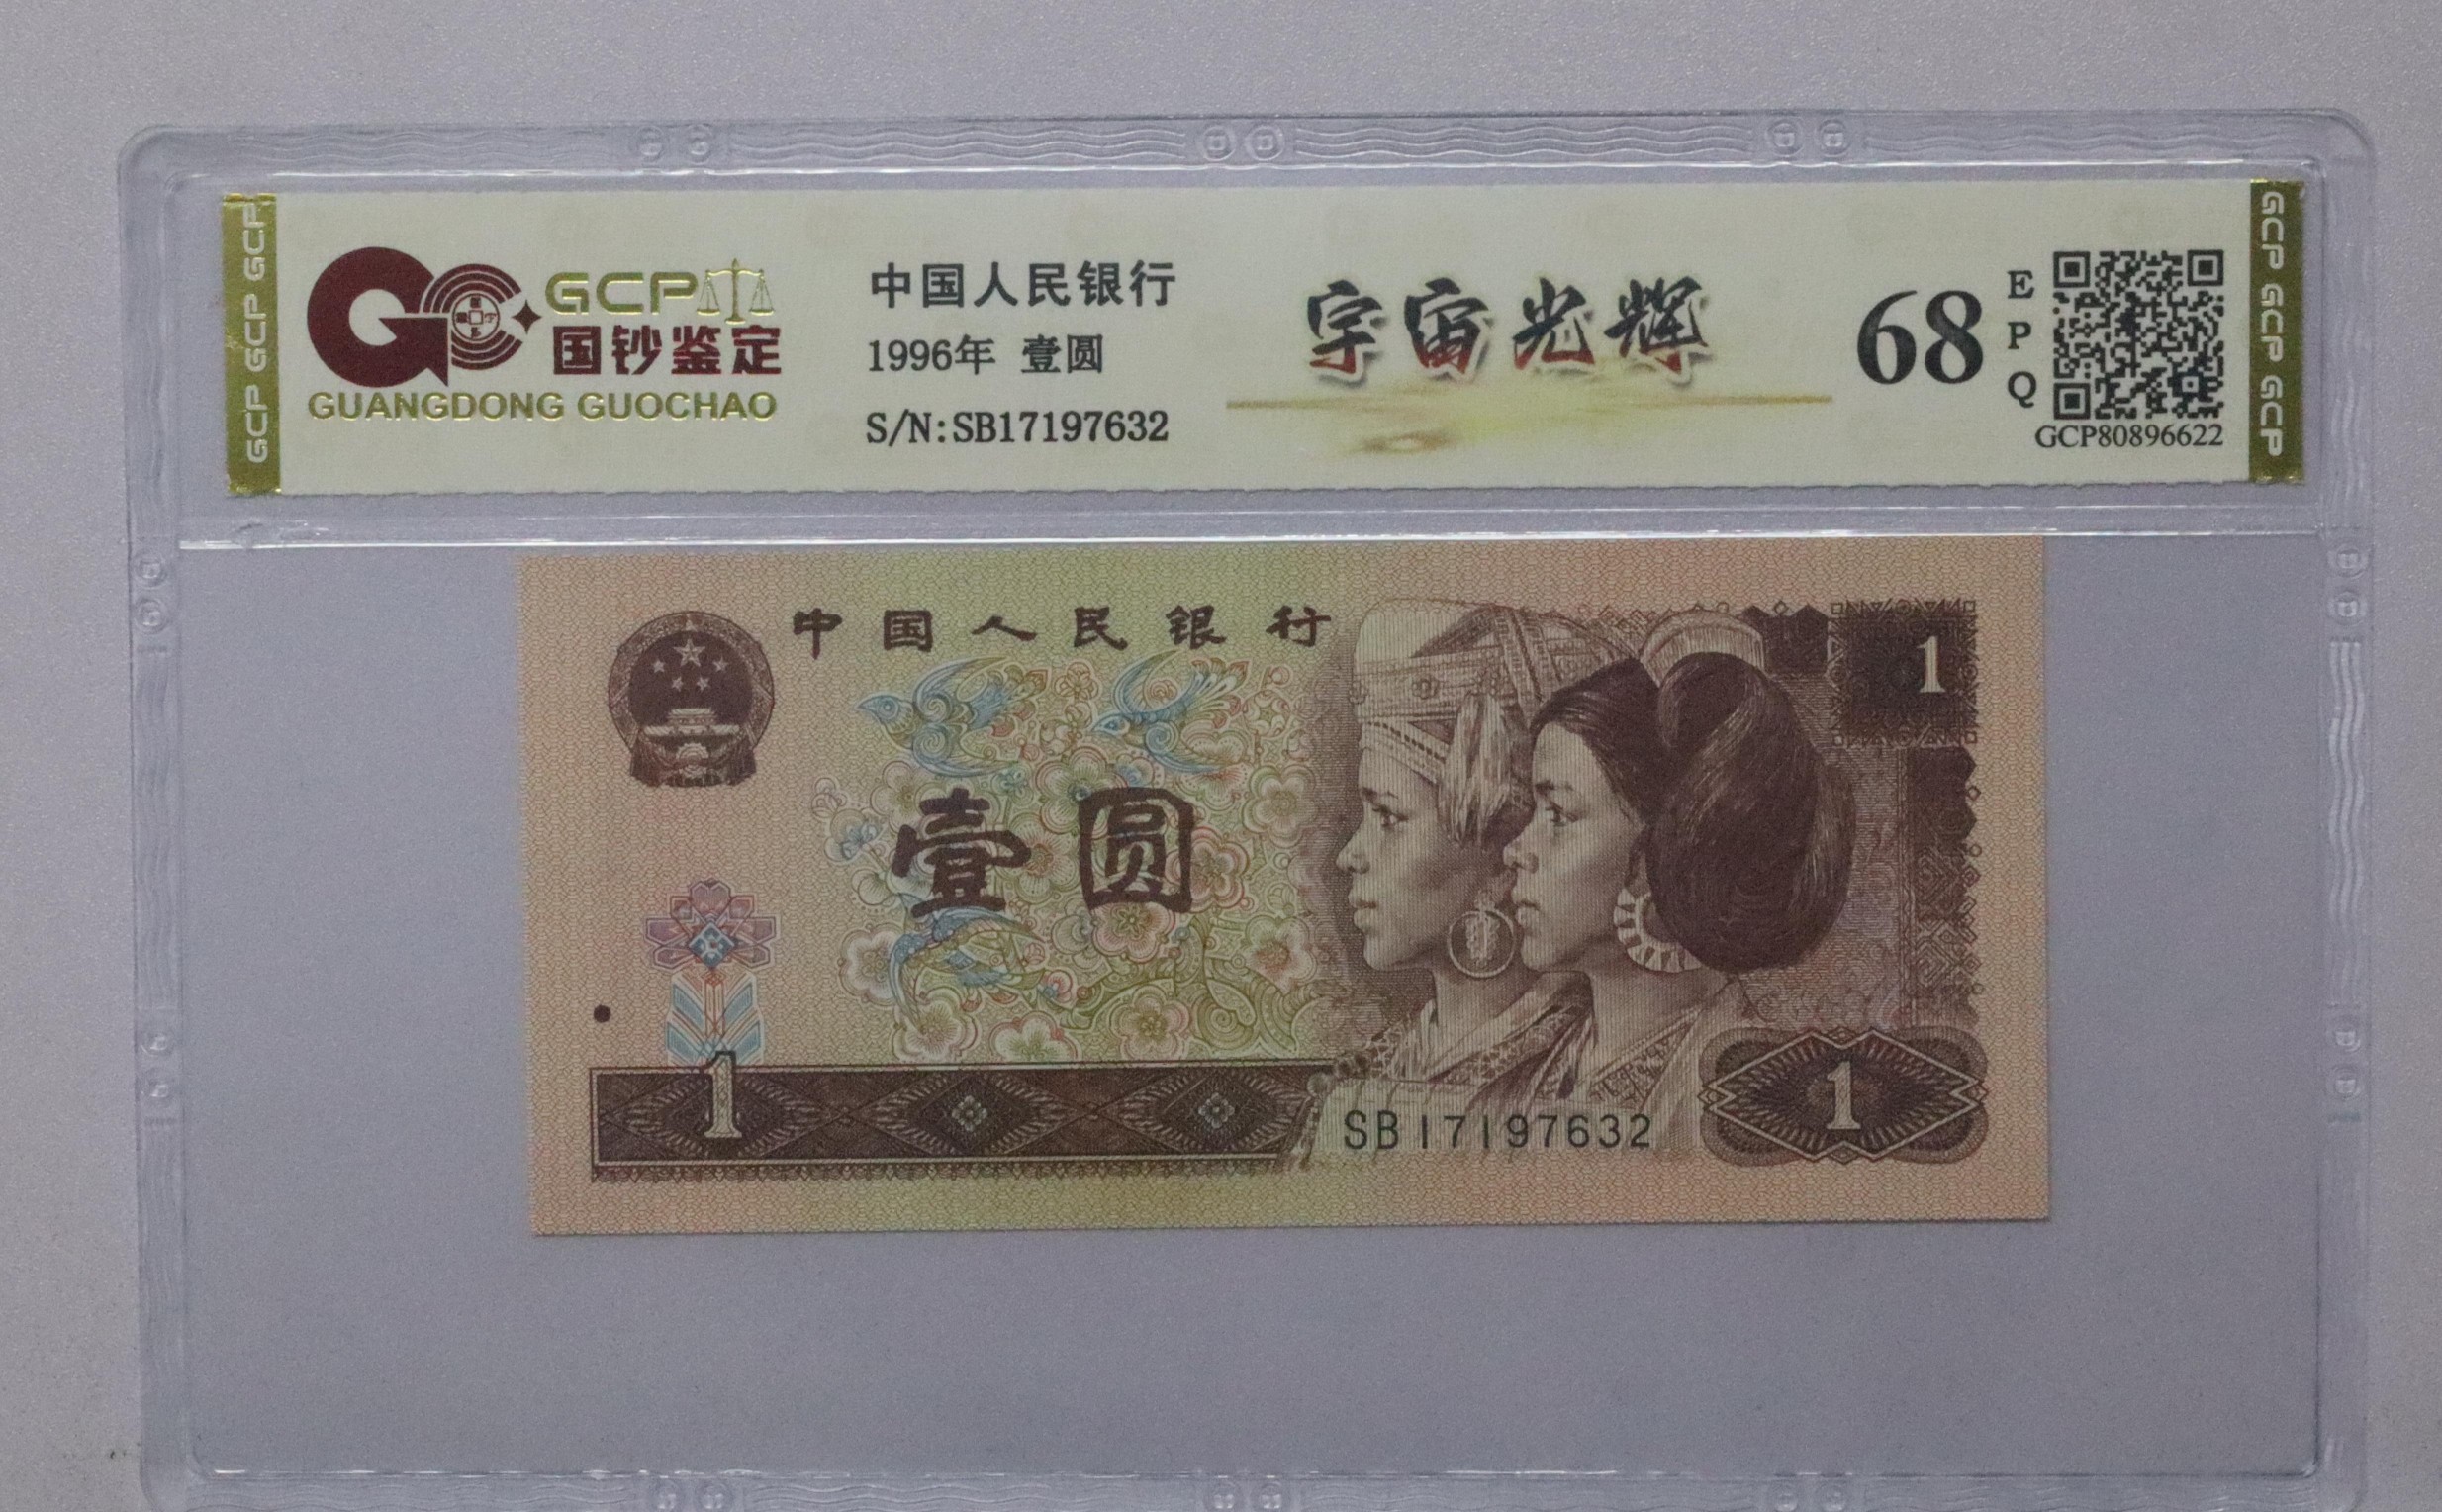 GCP GCP GCP
GCP
国钞鉴定
GUANGDONG GUOCHAO
中国人民银行
1996年 壹圆
S/N:SB17197632
宇宙光辉
68
EPQ
GCP80896622
GCP GCP GCP
中国人民银行
1
壹圆
1
SB17197632
1